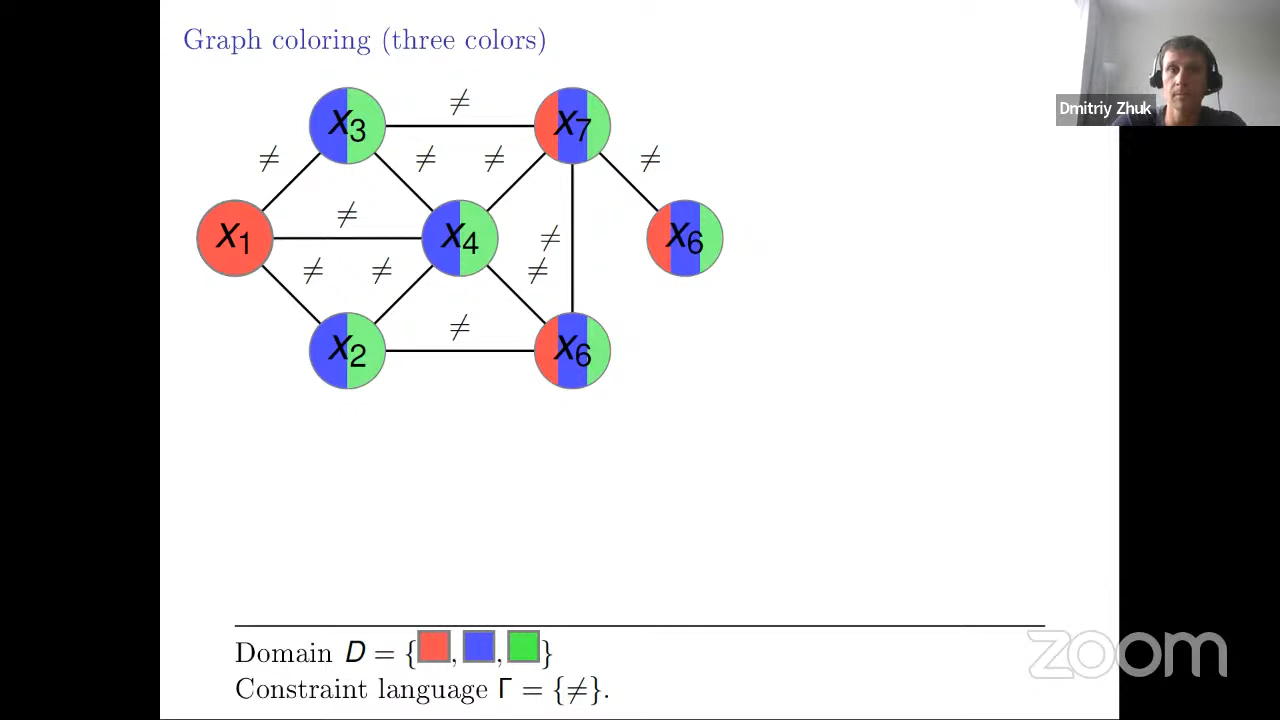 Graph coloring (three colors)
Dmitriy Zhuk
≠
x3
x7
≠
≠
≠
≠
≠
x1
x4
≠
x6
≠
≠
≠
≠
x2
x6
Domain D = { , , }
Constraint language Γ = {≠}.
zoom